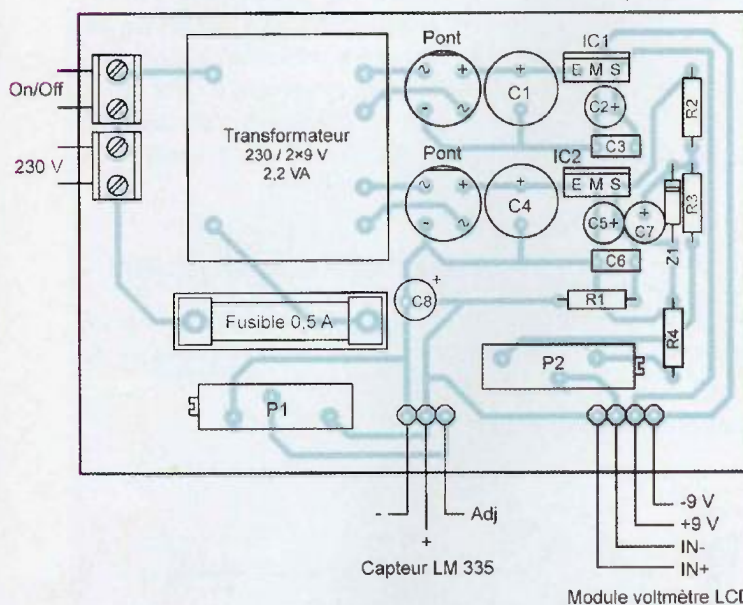 On/Off
230 V
Transformateur
230 / 2×9 V
2,2 VA
Pont
~ +
- ~
+
C1
IC1
E M S
C2+
C3
R2
Pont
~ +
- ~
+
C4
IC2
E M S
C5+
+
C7
C6
Z1
R3
Fusible 0,5 A
+
C8
R1
R4
P1
P2
-
+
Adj
Capteur LM 335
-9 V
+9 V
IN-
IN+
Module voltmètre LCD